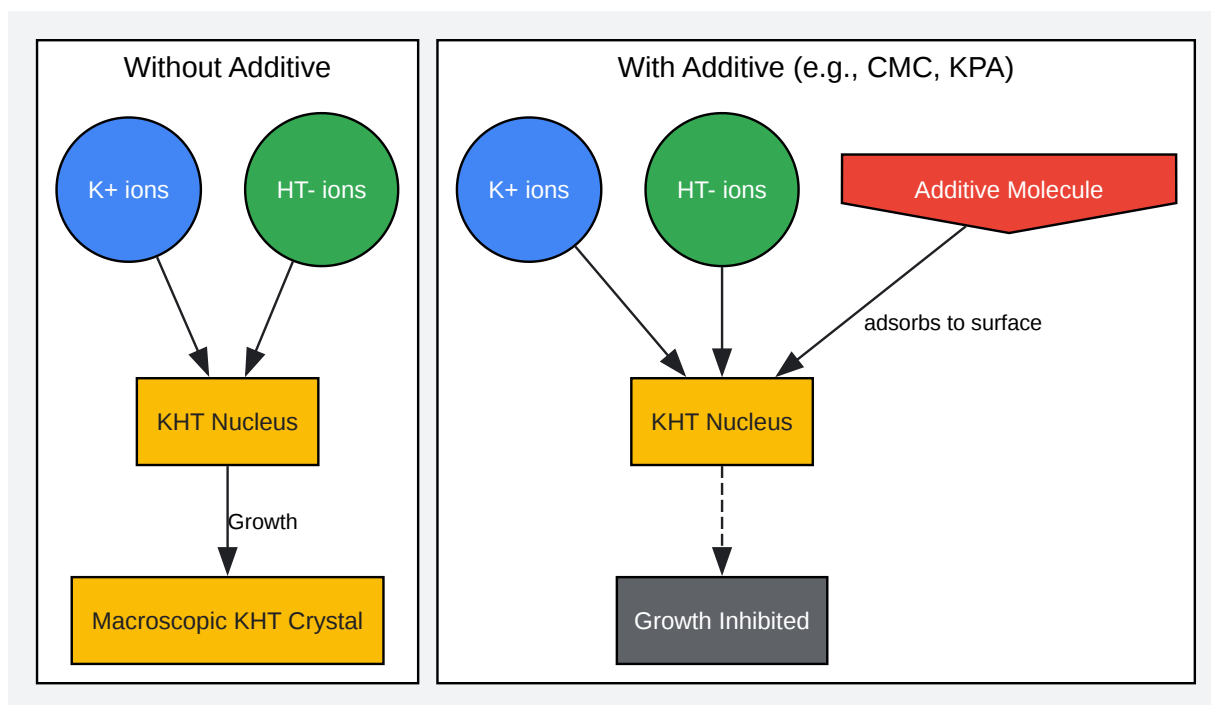 Without Additive
K+ ions
HT- ions
KHT Nucleus
Growth
Macroscopic KHT Crystal
With Additive (e.g., CMC, KPA)
K+ ions
HT- ions
Additive Molecule
adsorbs to surface
KHT Nucleus
Growth Inhibited